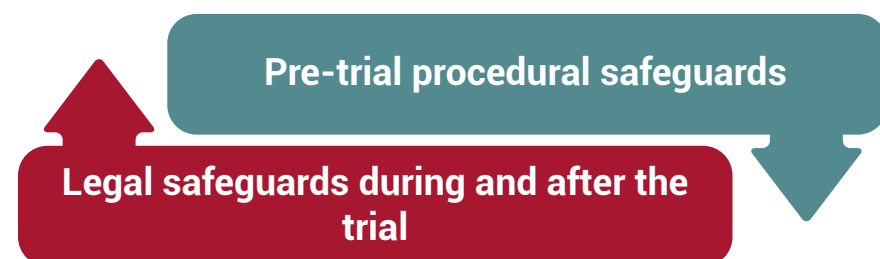 Pre-trial procedural safeguards
Legal safeguards during and after the
trial